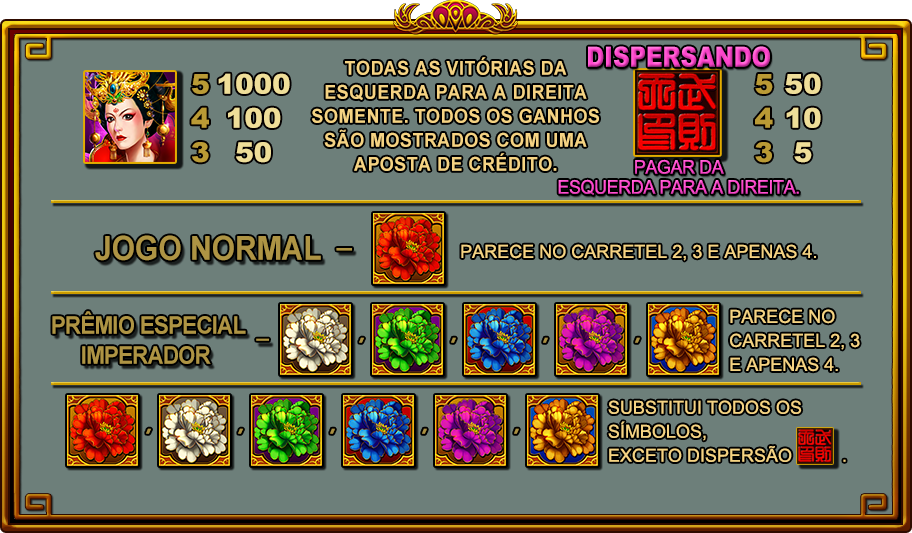 5 1000
4 100
3 50
TODAS AS VITÓRIAS DA
ESQUERDA PARA A DIREITA
SOMENTE. TODOS OS GANHOS
SÃO MOSTRADOS COM UMA
APOSTA DE CRÉDITO.
DISPERSANDO
5 50
4 10
3 5
PAGAR DA
ESQUERDA PARA A DIREITA.
JOGO NORMAL –
PARECE NO CARRETEL 2, 3 E APENAS 4.
PRÊMIO ESPECIAL
IMPERADOR –
PARECE NO
CARRETEL 2, 3
E APENAS 4.
SUBSTITUI TODOS OS
SÍMBOLOS,
EXCETO DISPERSÃO .